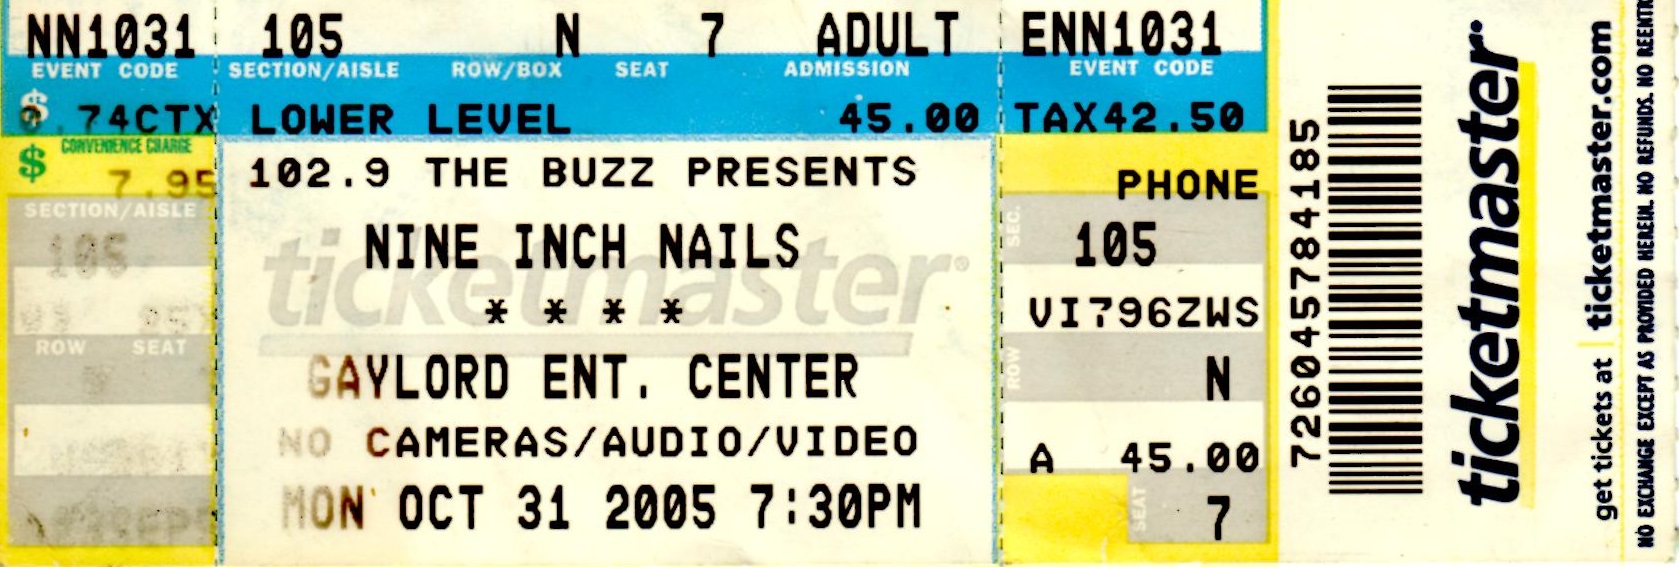 NN1031 105 N 7 ADULT ENN1031
EVENT CODE SECTION/AISLE ROW/BOX SEAT ADMISSION EVENT CODE
$
.74CTX LOWER LEVEL 45.00 TAX42.50
$ CONVENIENCE CHARGE
7.95
102.9 THE BUZZ PRESENTS
PHONE
SECTION/AISLE
105
NINE INCH NAILS
SEC.
105
ticketmaster®
* * * *
VI796ZWS
ROW SEAT
GAYLORD ENT. CENTER
ROW
N
NO CAMERAS/AUDIO/VIDEO
A 45.00
MON OCT 31 2005 7:30PM
SEAT
7
726045784185
ticketmaster
get tickets at ticketmaster.com
NO EXCHANGE EXCEPT AS PROVIDED HEREIN. NO REFUNDS. NO